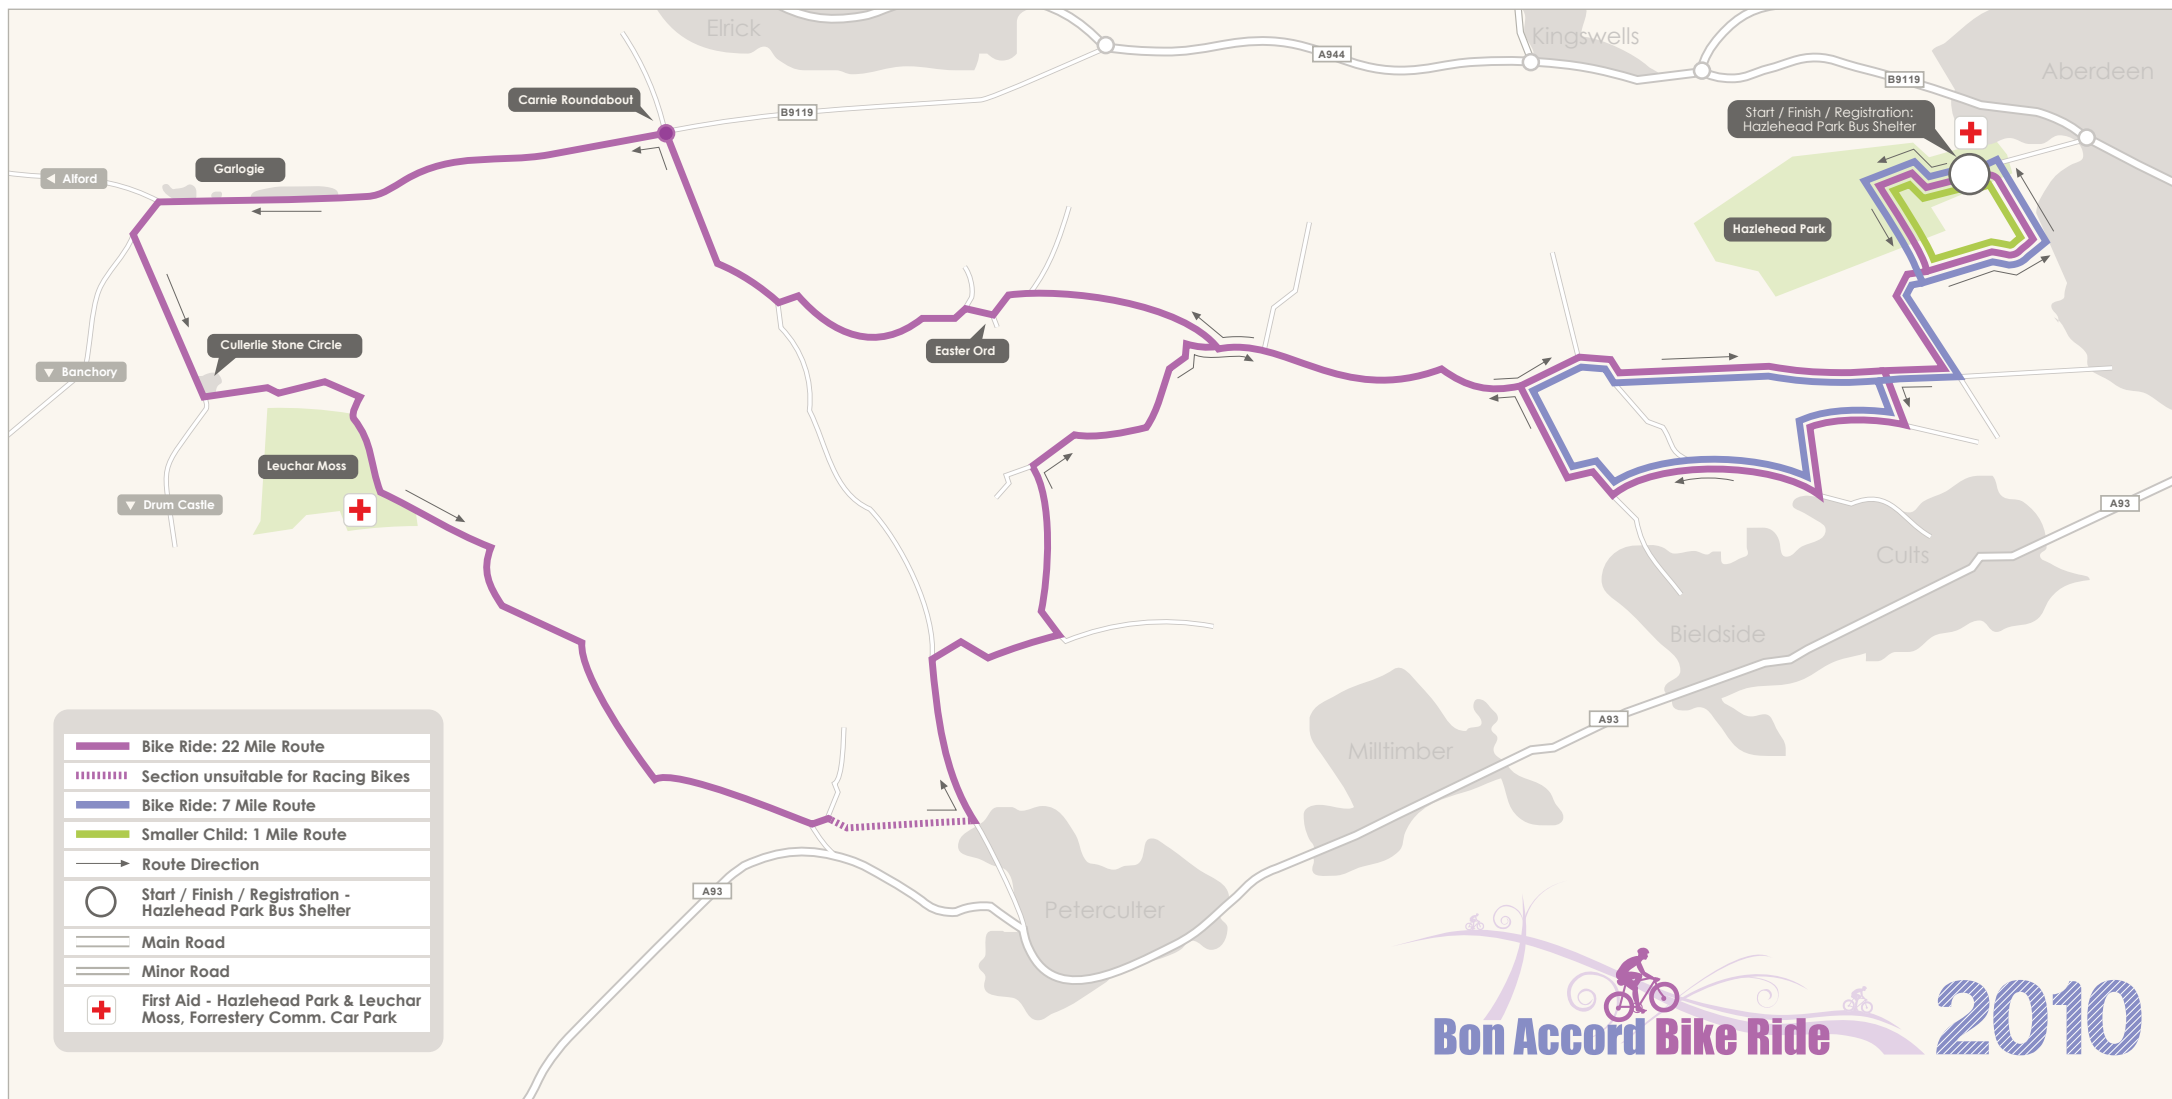 Elrick
Kingswells
A944
B9119
Aberdeen
Carnie Roundabout
B9119
Start / Finish / Registration:
Hazlehead Park Bus Shelter
Garlogie
Alford
Hazlehead Park
Cullerlie Stone Circle
Easter Ord
Banchory
Leuchar Moss
Drum Castle
A93
Cults
Bieldside
A93
Milltimber
A93
Peterculter
Bike Ride: 22 Mile Route
Section unsuitable for Racing Bikes
Bike Ride: 7 Mile Route
Smaller Child: 1 Mile Route
Route Direction
Start / Finish / Registration -
Hazlehead Park Bus Shelter
Main Road
Minor Road
First Aid - Hazlehead Park & Leuchar
Moss, Forrestery Comm. Car Park
Bon Accord Bike Ride 2010